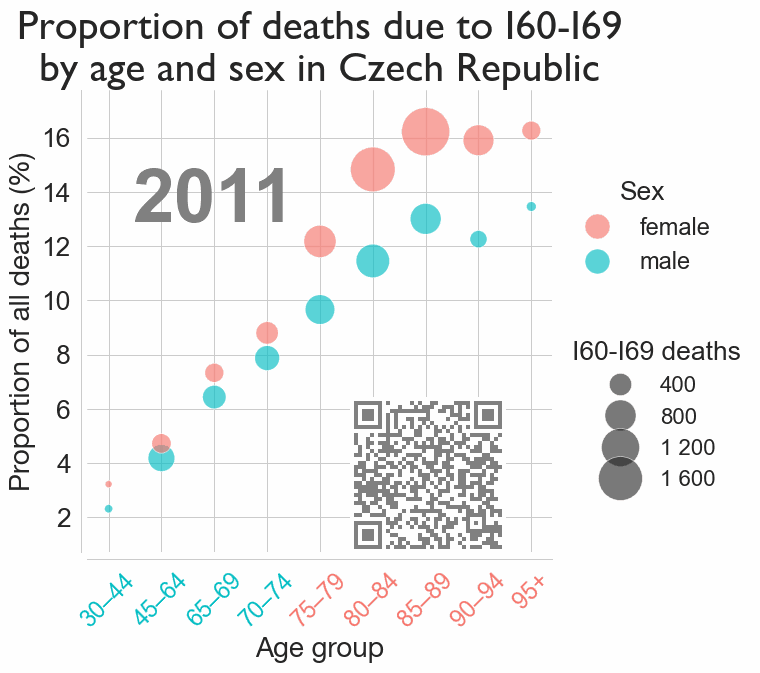 Proportion of deaths due to I60-I69
by age and sex in Czech Republic
Proportion of all deaths (%)
16
14
12
10
8
6
4
2
2011
30–44
45–64
65–69
70–74
75–79
80–84
85–89
90–94
95+
Age group
Sex
female
male
I60-I69 deaths
400
800
1 200
1 600